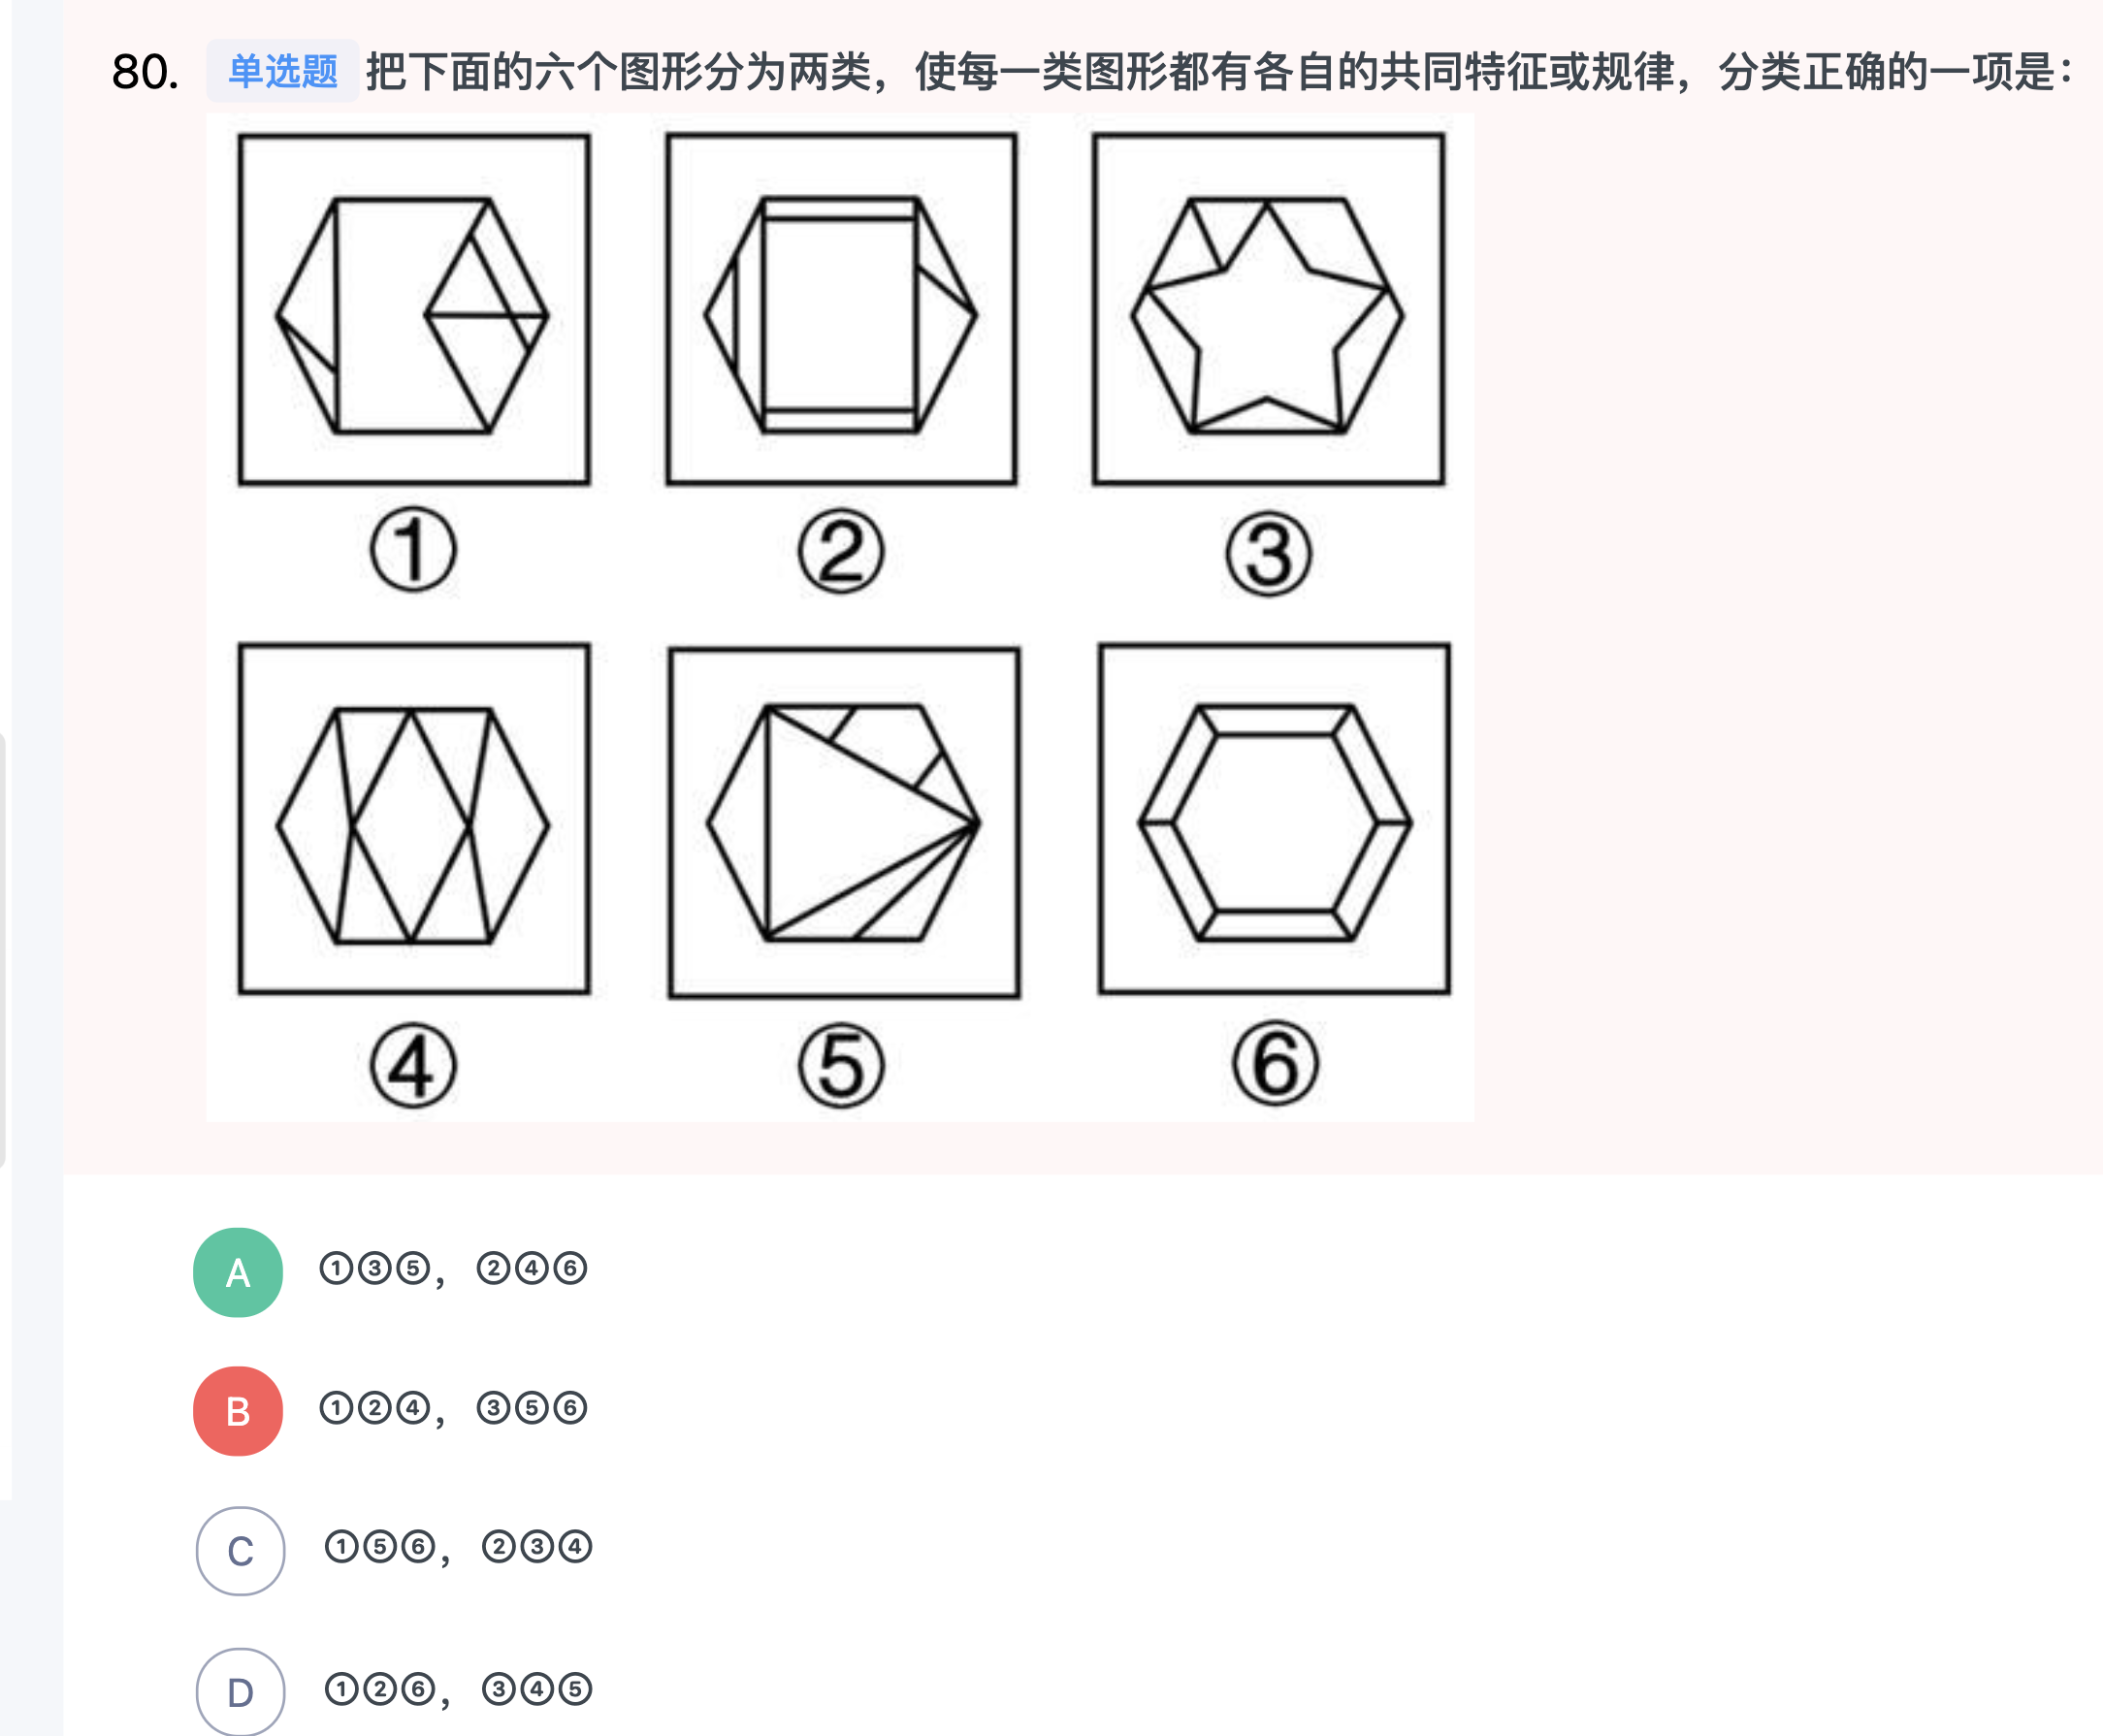 80. 单选题 把下面的六个图形分为两类，使每一类图形都有各自的共同特征或规律，分类正确的一项是：
① ② ③
④ ⑤ ⑥
A ①③⑤，②④⑥
B ①②④，③⑤⑥
C ①⑤⑥，②③④
D ①②⑥，③④⑤